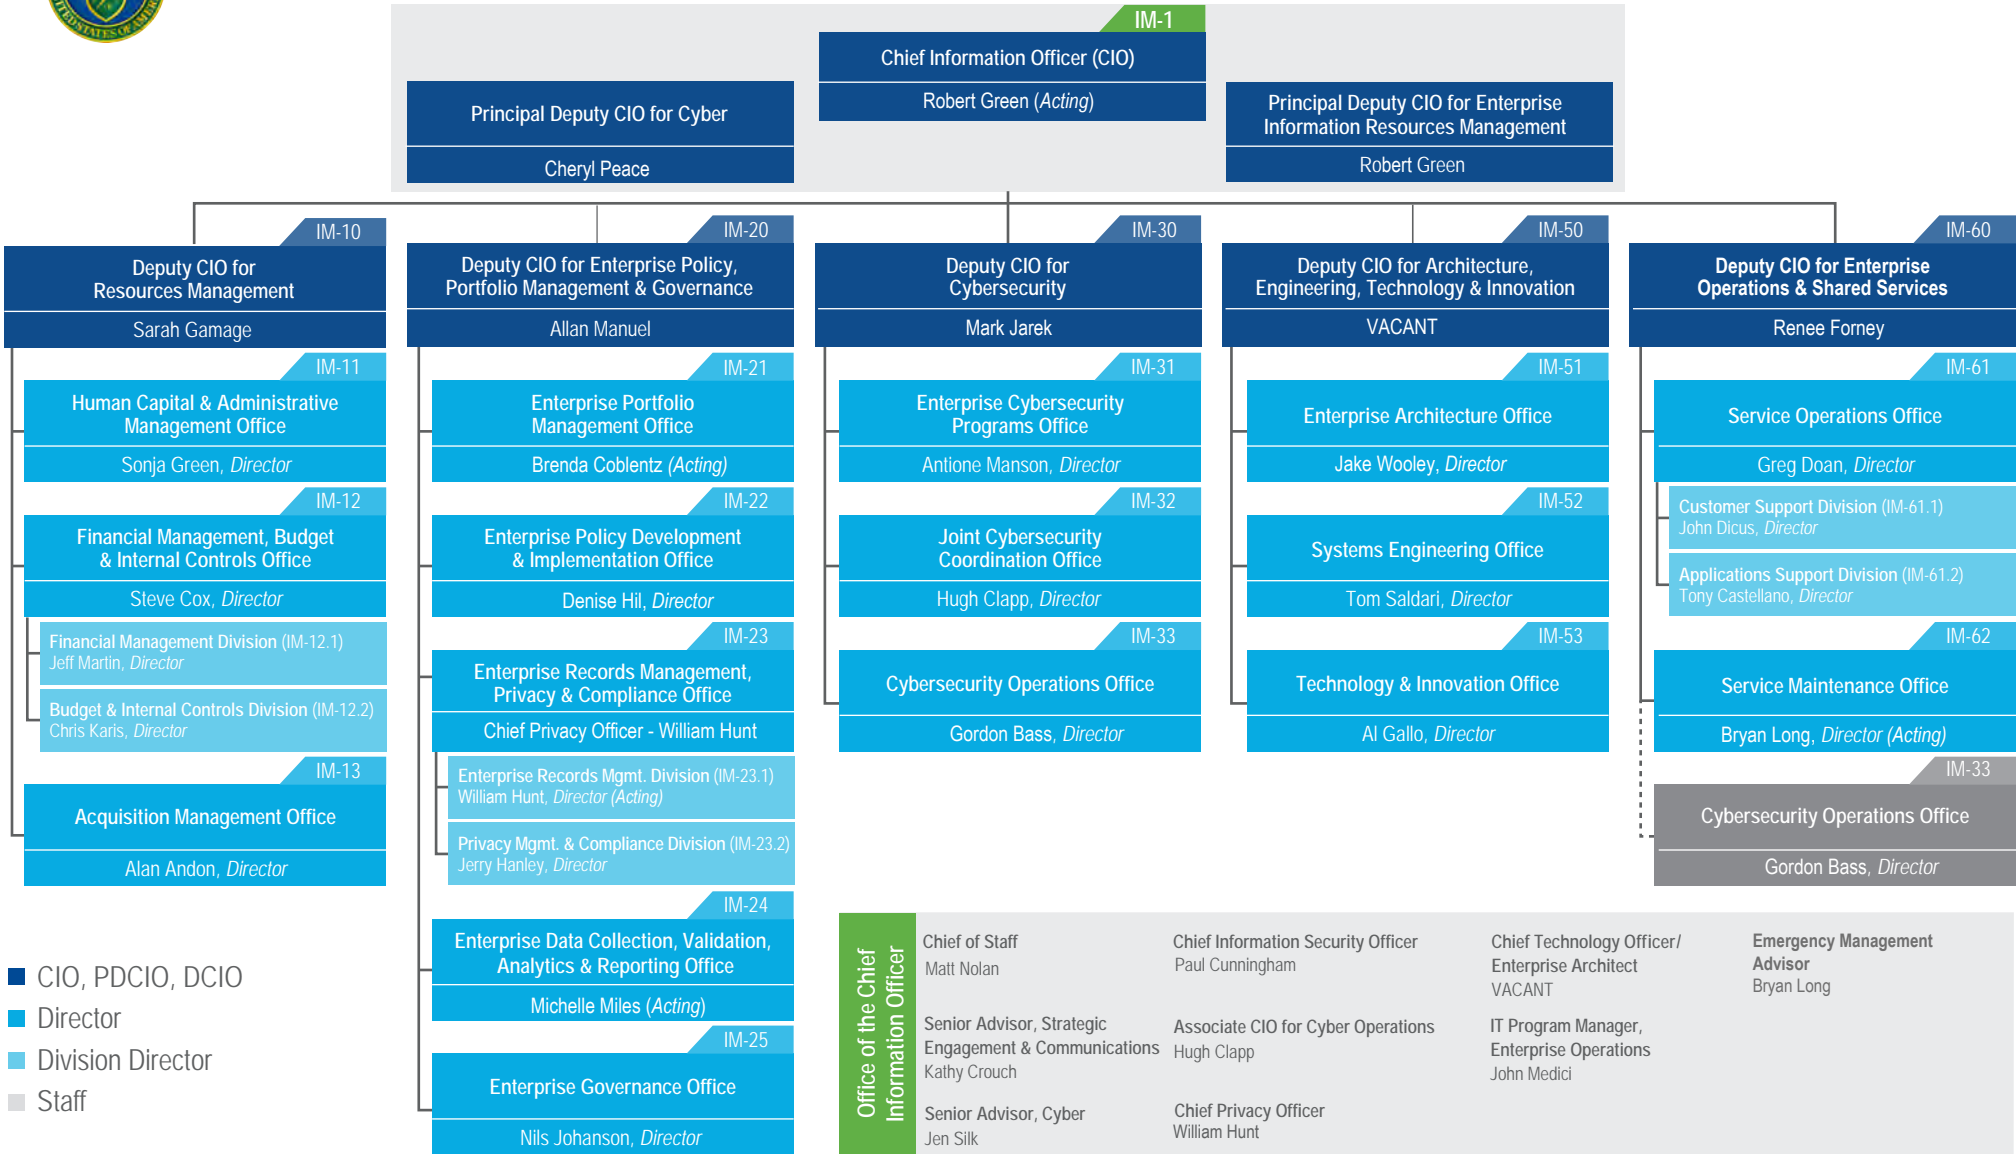 UNITED STATES OF AMERICA
IM-1
Chief Information Officer (CIO)
Robert Green (Acting)
Principal Deputy CIO for Cyber
Cheryl Peace
Principal Deputy CIO for Enterprise
Information Resources Management
Robert Green
IM-10
Deputy CIO for
Resources Management
Sarah Gamage
IM-11
Human Capital & Administrative
Management Office
Sonja Green, Director
IM-12
Financial Management, Budget
& Internal Controls Office
Steve Cox, Director
Financial Management Division (IM-12.1)
Jeff Martin, Director
Budget & Internal Controls Division (IM-12.2)
Chris Karis, Director
IM-13
Acquisition Management Office
Alan Andon, Director
IM-20
Deputy CIO for Enterprise Policy,
Portfolio Management & Governance
Allan Manuel
IM-21
Enterprise Portfolio
Management Office
Brenda Coblentz (Acting)
IM-22
Enterprise Policy Development
& Implementation Office
Denise Hil, Director
IM-23
Enterprise Records Management,
Privacy & Compliance Office
Chief Privacy Officer - William Hunt
Enterprise Records Mgmt. Division (IM-23.1)
William Hunt, Director (Acting)
Privacy Mgmt. & Compliance Division (IM-23.2)
Jerry Hanley, Director
IM-24
Enterprise Data Collection, Validation,
Analytics & Reporting Office
Michelle Miles (Acting)
IM-25
Enterprise Governance Office
Nils Johanson, Director
IM-30
Deputy CIO for
Cybersecurity
Mark Jarek
IM-31
Enterprise Cybersecurity
Programs Office
Antione Manson, Director
IM-32
Joint Cybersecurity
Coordination Office
Hugh Clapp, Director
IM-33
Cybersecurity Operations Office
Gordon Bass, Director
IM-50
Deputy CIO for Architecture,
Engineering, Technology & Innovation
VACANT
IM-51
Enterprise Architecture Office
Jake Wooley, Director
IM-52
Systems Engineering Office
Tom Saldari, Director
IM-53
Technology & Innovation Office
Al Gallo, Director
IM-60
Deputy CIO for Enterprise
Operations & Shared Services
Renee Forney
IM-61
Service Operations Office
Greg Doan, Director
Customer Support Division (IM-61.1)
John Dicus, Director
Applications Support Division (IM-61.2)
Tony Castellano, Director
IM-62
Service Maintenance Office
Bryan Long, Director (Acting)
IM-33
Cybersecurity Operations Office
Gordon Bass, Director
CIO, PDCIO, DCIO
Director
Division Director
Staff
Office of the Chief
Information Officer
Chief of Staff
Matt Nolan
Senior Advisor, Strategic
Engagement & Communications
Kathy Crouch
Senior Advisor, Cyber
Jen Silk
Chief Information Security Officer
Paul Cunningham
Associate CIO for Cyber Operations
Hugh Clapp
Chief Privacy Officer
William Hunt
Chief Technology Officer/
Enterprise Architect
VACANT
IT Program Manager,
Enterprise Operations
John Medici
Emergency Management
Advisor
Bryan Long